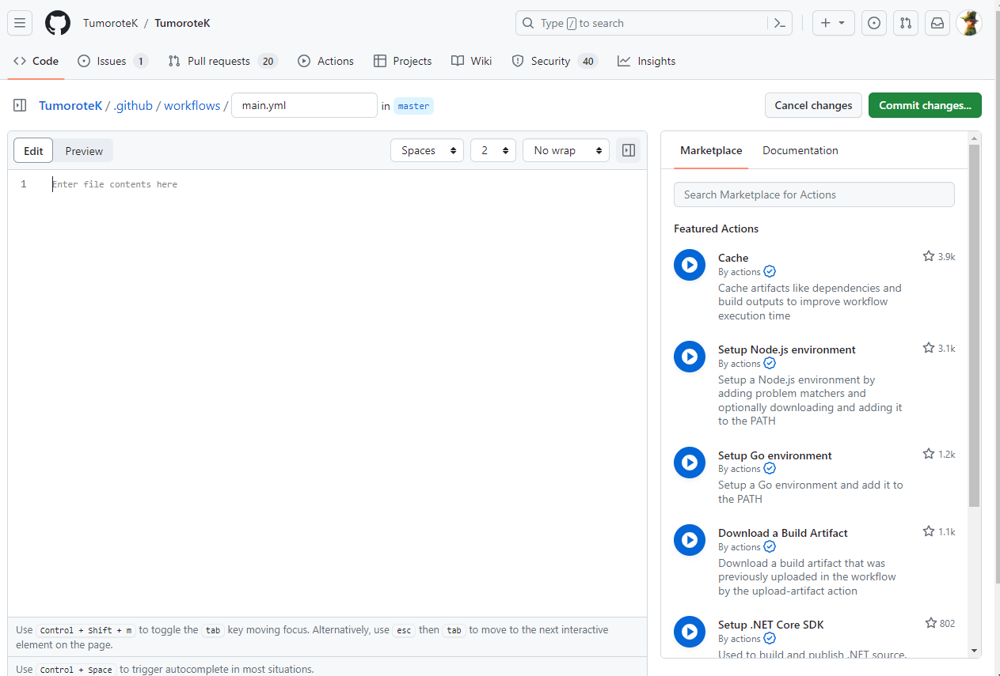 TumoroteK / TumoroteK
Type / to search
Code
Issues 1
Pull requests 20
Actions
Projects
Wiki
Security 40
Insights
TumoroteK / .github / workflows / main.yml in master
Cancel changes
Commit changes...
Edit
Preview
Spaces
2
No wrap
1
Enter file contents here
Use Control + Shift + m to toggle the tab key moving focus. Alternatively, use esc then tab to move to the next interactive
element on the page.
Use Control + Space to trigger autocomplete in most situations.
Marketplace
Documentation
Search Marketplace for Actions
Featured Actions
Cache
3.9k
By actions
Cache artifacts like dependencies and
build outputs to improve workflow
execution time
Setup Node.js environment
3.1k
By actions
Setup a Node.js environment by
adding problem matchers and
optionally downloading and adding it
to the PATH
Setup Go environment
1.2k
By actions
Setup a Go environment and add it to
the PATH
Download a Build Artifact
1.1k
By actions
Download a build artifact that was
previously uploaded in the workflow
by the upload-artifact action
Setup .NET Core SDK
802
By actions
Used to build and publish .NET source.